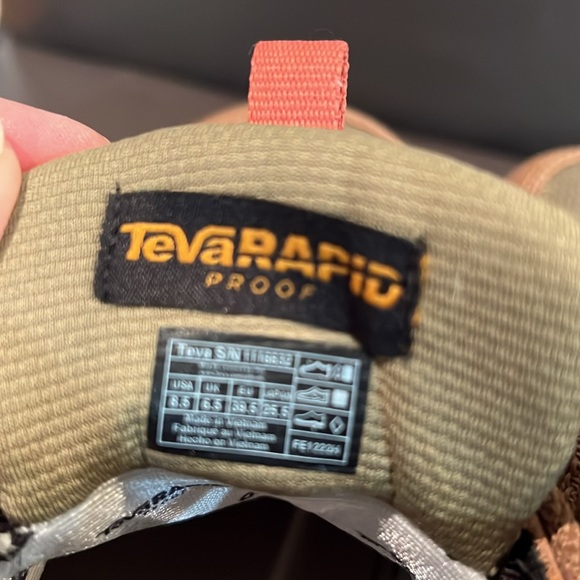 TevaRAPID
PROOF
Teva S/N
USA UK EU
8.5 6.5 39.5 25.5
Made in Vietnam
Fabriqué au Vietnam
Hecho en Vietnam
TevaRAPID